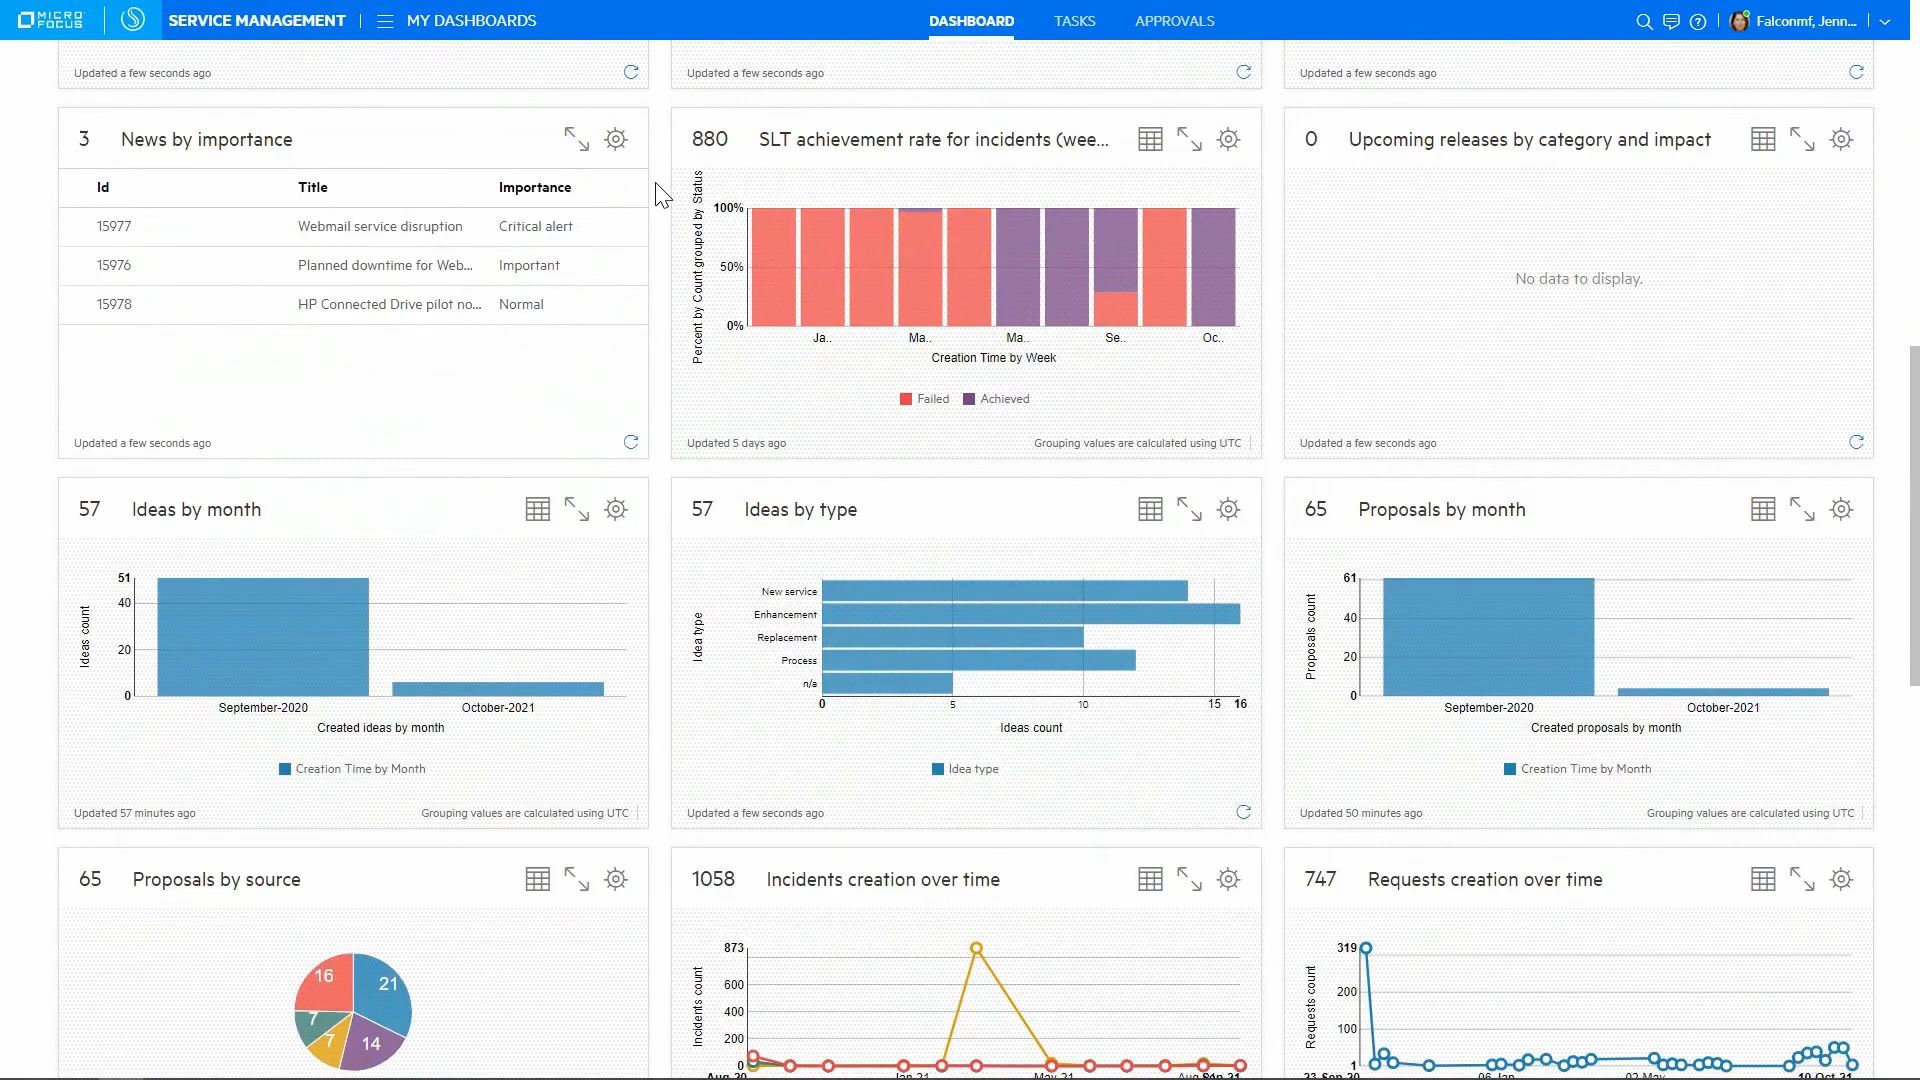 MICRO
FOCUS
SERVICE MANAGEMENT
MY DASHBOARDS
DASHBOARD
TASKS
APPROVALS
Falconmf, Jenn...
Updated a few seconds ago
Updated a few seconds ago
Updated a few seconds ago
3 News by importance
Id Title Importance
15977 Webmail service disruption Critical alert
15976 Planned downtime for Web... Important
15978 HP Connected Drive pilot no... Normal
Updated a few seconds ago
880 SLT achievement rate for incidents (wee...
Percent by Count grouped by Status
100%
50%
0%
Ja.. Ma.. Ma.. Se.. Oc..
Creation Time by Week
Failed Achieved
Updated 5 days ago Grouping values are calculated using UTC
0 Upcoming releases by category and impact
No data to display.
Updated a few seconds ago
57 Ideas by month
Ideas count
51
40
20
0
September-2020 October-2021
Created ideas by month
Creation Time by Month
Updated 57 minutes ago Grouping values are calculated using UTC
57 Ideas by type
Idea type
New service
Enhancement
Replacement
Process
n/a
0 5 10 15 16
Ideas count
Idea type
Updated a few seconds ago
65 Proposals by month
Proposals count
61
40
20
0
September-2020 October-2021
Created proposals by month
Creation Time by Month
Updated 50 minutes ago Grouping values are calculated using UTC
65 Proposals by source
16
21
7
7
14
1058 Incidents creation over time
Incidents count
873
600
400
200
0
Aug-20 Jan-21 May-21
747 Requests creation over time
Requests count
319
200
100
1
23 Sep-20 06 Jan 02 May 10 Oct-21